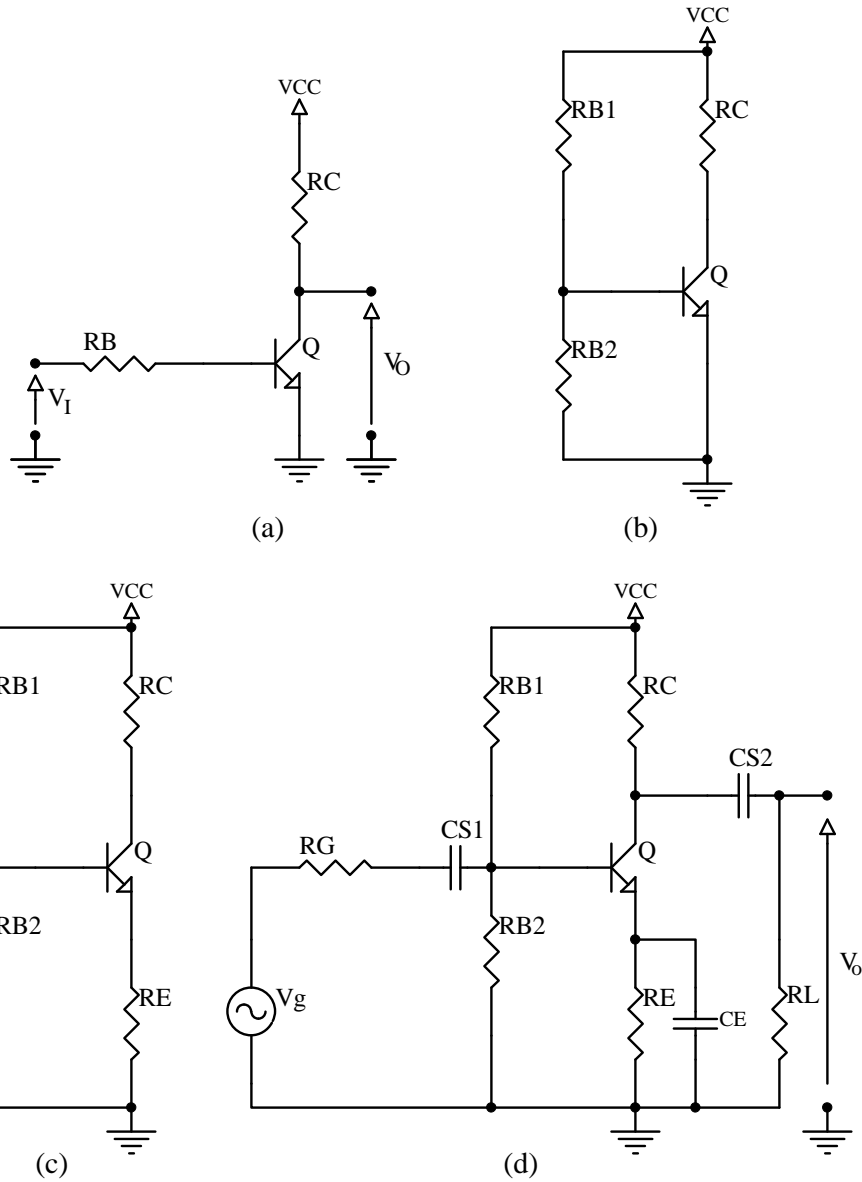 VCC
RC
Q
RB
V_I
V_O
(a)
VCC
RB1
RC
Q
RB2
(b)
VCC
RB1
RC
Q
RB2
RE
(c)
VCC
RB1
RC
CS2
CS1
RG
Q
RB2
Vg
RE
CE
RL
V_o
(d)